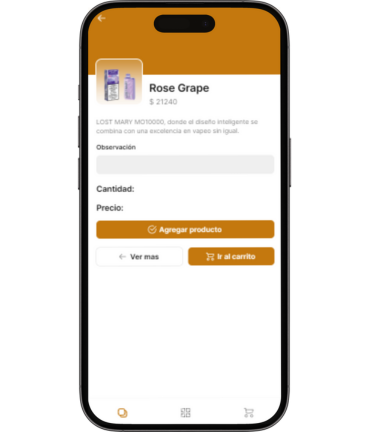 Rose Grape
$ 21240
LOST MARY MO10000, donde el diseño inteligente se
combina con una excelencia en vapeo sin igual.
Observación
Cantidad:
Precio:
Agregar producto
Ver mas
Ir al carrito